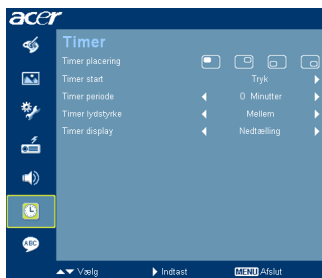 acer
Timer
Timer placering
Timer start Tryk
Timer periode 0 Minutter
Timer lydstyrke Mellem
Timer display Nedtælling
ABC
Vælg Indtast MENU Afslut